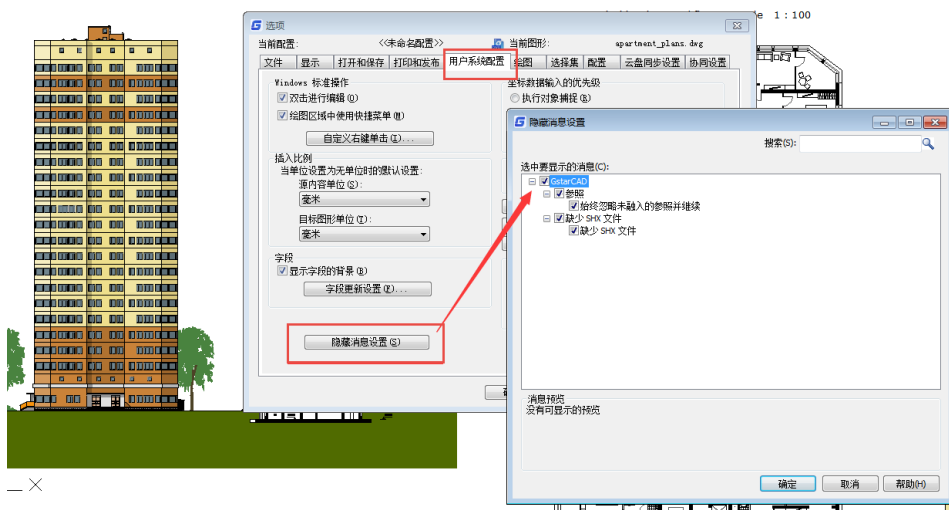 e 1:100
选项
当前配置:
<<未命名配置>>
当前图形:
apartment_plans.dwg
文件
显示
打开和保存
打印和发布
用户系统配置
绘图
选择集
配置
云盘同步设置
协同设置
Windows 标准操作
双击进行编辑(O)
绘图区域中使用快捷菜单(M)
自定义右键单击(I)...
插入比例
当单位设置为无单位时的默认设置:
源内容单位(S):
毫米
目标图形单位(T):
毫米
字段
显示字段的背景(B)
字段更新设置(F)...
隐藏消息设置(S)
坐标数据输入的优先级
执行对象捕捉(R)
隐藏消息设置
搜索(S):
选中要显示的消息(C):
GstarCAD
参照
始终忽略未融入的参照并继续
缺少 SHX 文件
缺少 SHX 文件
消息预览
没有可显示的预览
确定
取消
帮助(H)